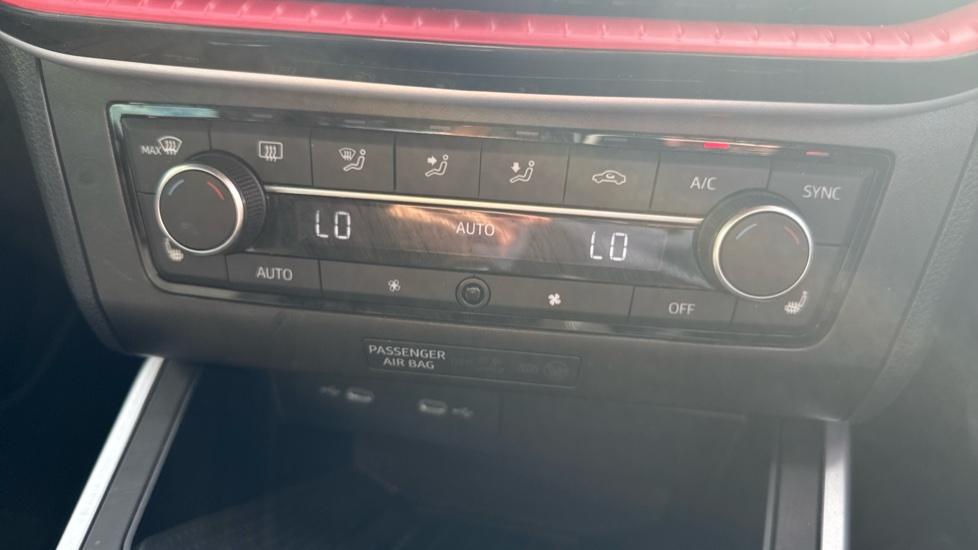 MAX
A/C
SYNC
LO AUTO LO
AUTO
OFF
PASSENGER
AIR BAG